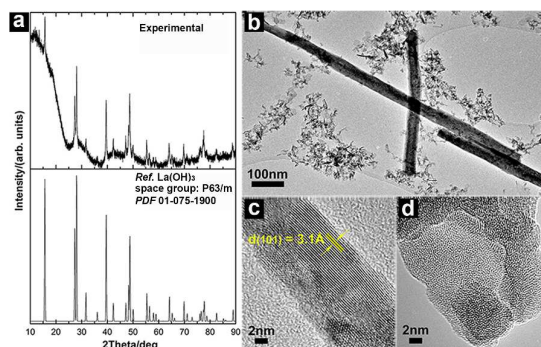 a
Experimental
Ref. La(OH)₃
space group: P63/m
PDF 01-075-1900
Intensity/(arb. units)
10 20 30 40 50 60 70 80 90
2Theta/deg
b
100nm
c
d(101) = 3.1Å
2nm
d
2nm